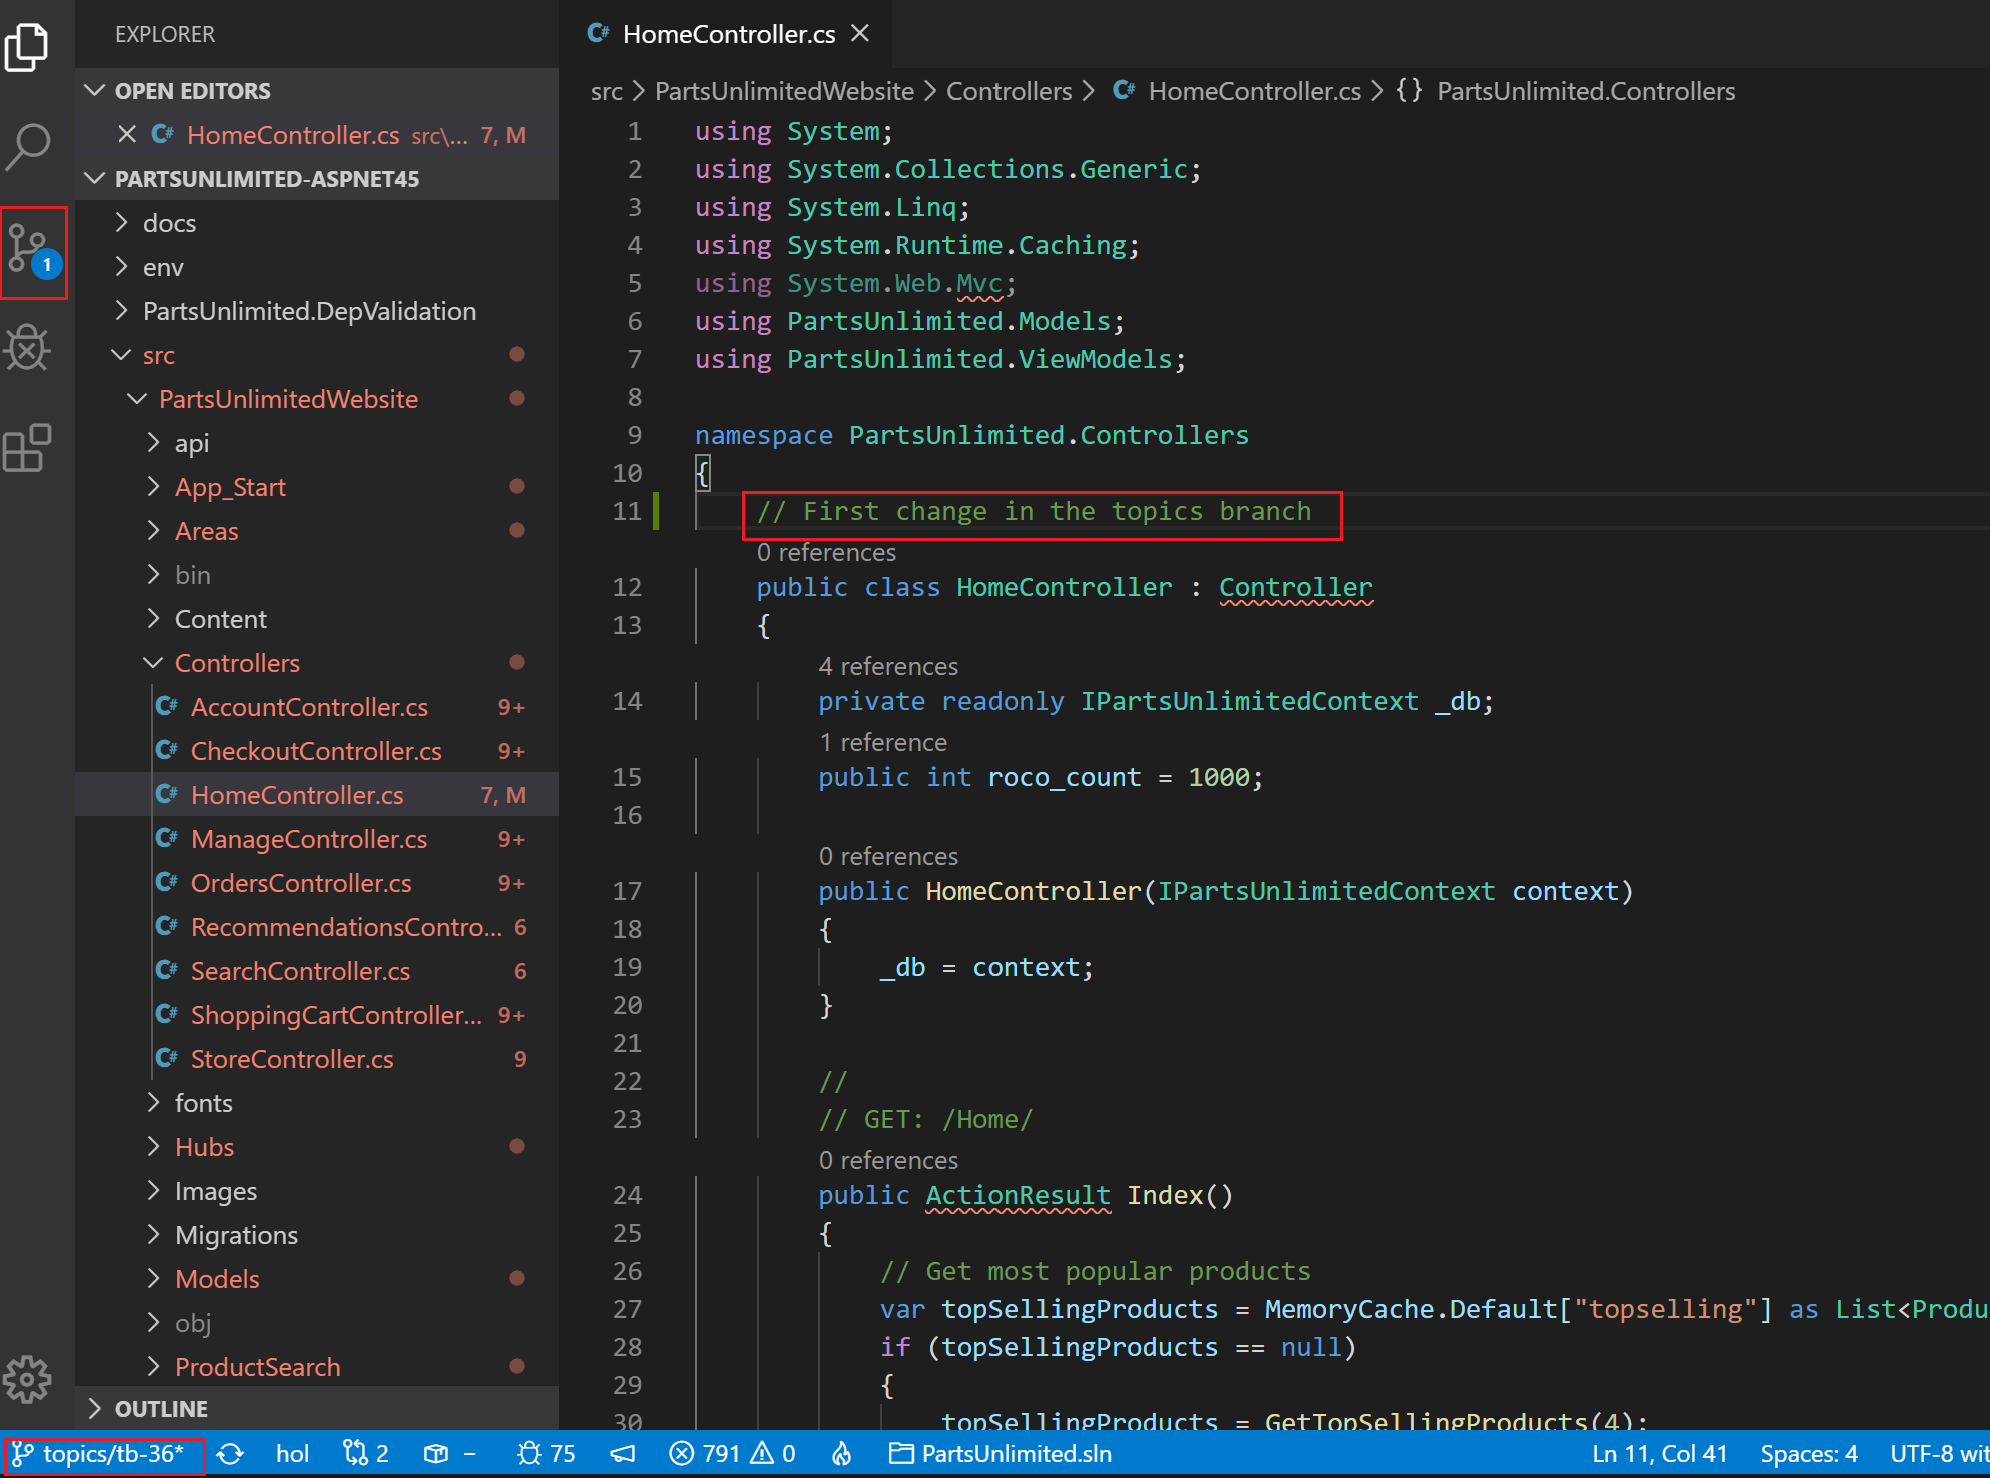 EXPLORER
OPEN EDITORS
HomeController.cs src\... 7, M
PARTSUNLIMITED-ASPNET45
docs
env
PartsUnlimited.DepValidation
src
PartsUnlimitedWebsite
api
App_Start
Areas
bin
Content
Controllers
AccountController.cs 9+
CheckoutController.cs 9+
HomeController.cs 7, M
ManageController.cs 9+
OrdersController.cs 9+
RecommendationsContro... 6
SearchController.cs 6
ShoppingCartController... 9+
StoreController.cs 9
fonts
Hubs
Images
Migrations
Models
obj
ProductSearch
OUTLINE
1
HomeController.cs
src > PartsUnlimitedWebsite > Controllers > HomeController.cs > {} PartsUnlimited.Controllers
1 using System;
2 using System.Collections.Generic;
3 using System.Linq;
4 using System.Runtime.Caching;
5 using System.Web.Mvc;
6 using PartsUnlimited.Models;
7 using PartsUnlimited.ViewModels;
8
9 namespace PartsUnlimited.Controllers
10 {
11 // First change in the topics branch
0 references
12 public class HomeController : Controller
13 {
4 references
14 private readonly IPartsUnlimitedContext _db;
1 reference
15 public int roco_count = 1000;
16
0 references
17 public HomeController(IPartsUnlimitedContext context)
18 {
19 _db = context;
20 }
21
22 //
23 // GET: /Home/
0 references
24 public ActionResult Index()
25 {
26 // Get most popular products
27 var topSellingProducts = MemoryCache.Default["topselling"] as List<Produ
28 if (topSellingProducts == null)
29 {
30 topSellingProducts = GetTopSellingProducts(4);
topics/tb-36* hol 2 – 75 791 0 PartsUnlimited.sln Ln 11, Col 41 Spaces: 4 UTF-8 wit